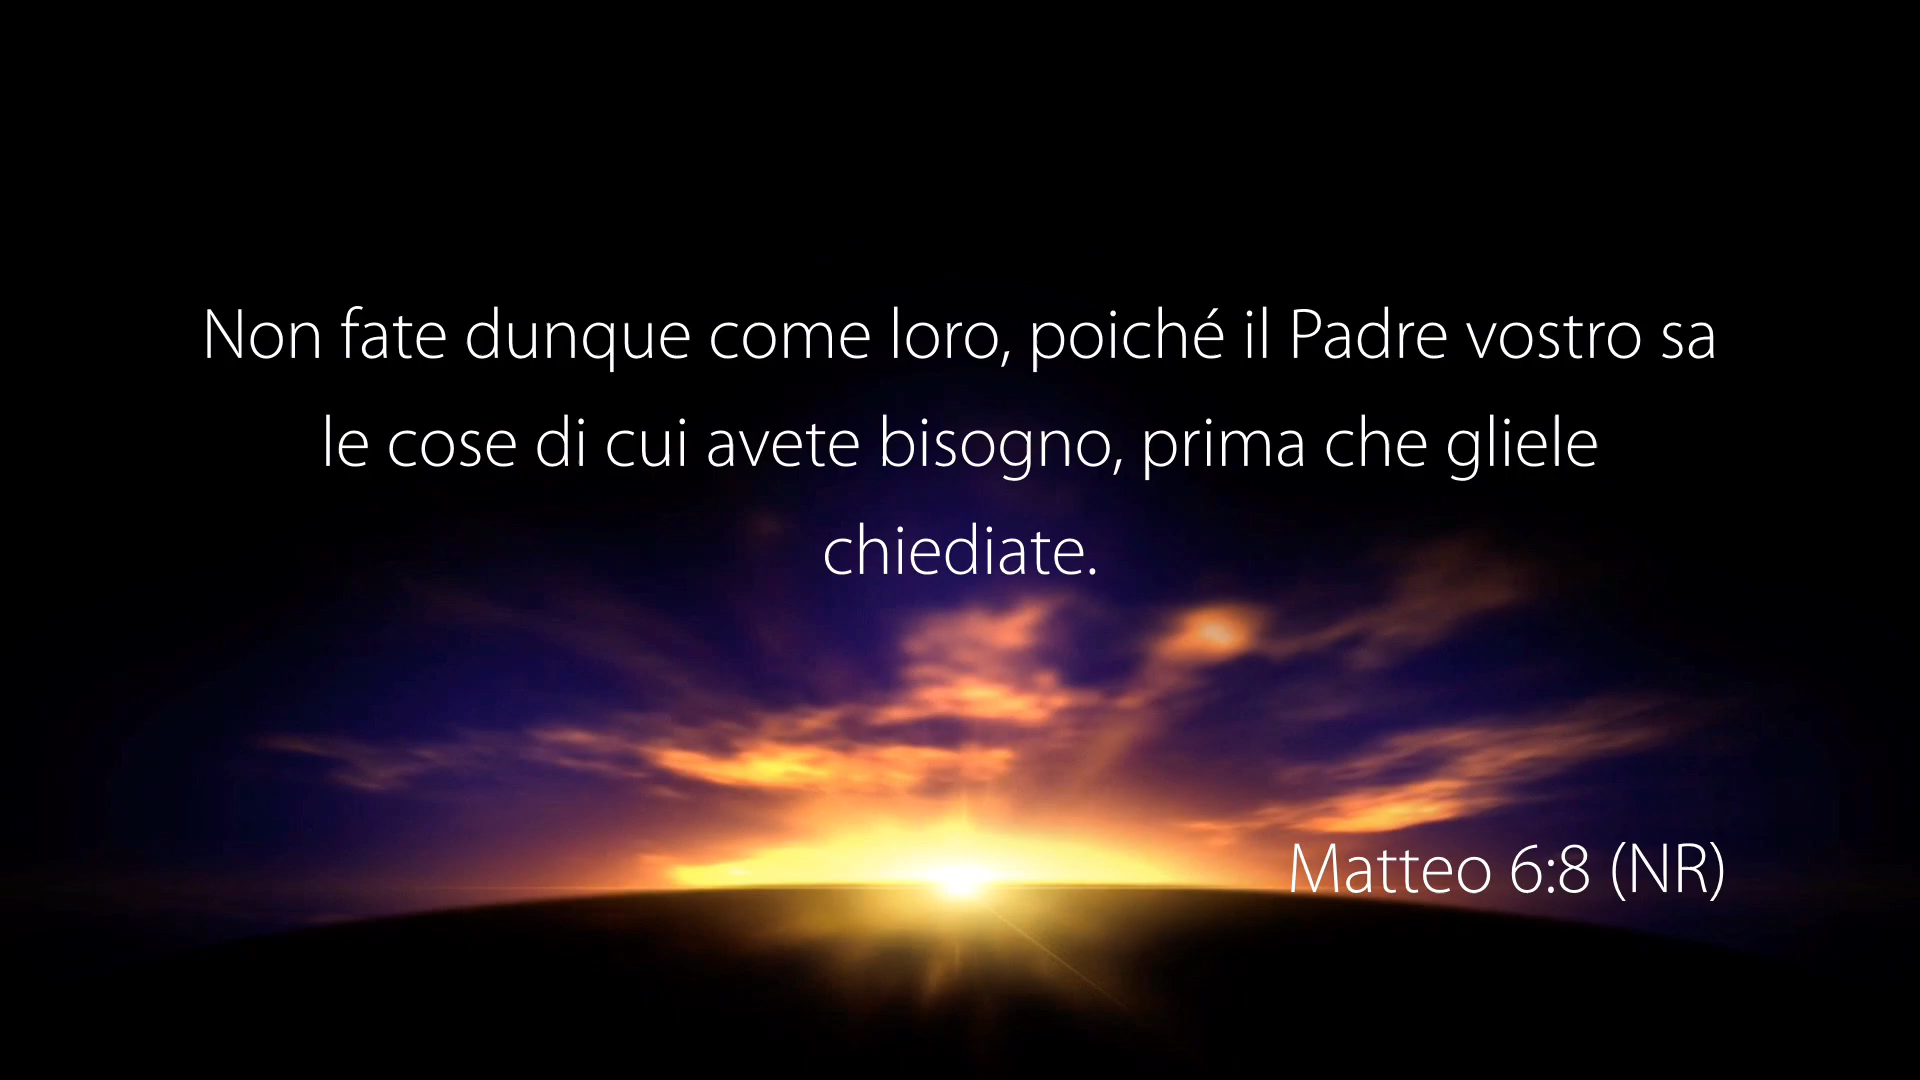 Non fate dunque come loro, poiché il Padre vostro sa
le cose di cui avete bisogno, prima che gliele
chiediate.
Matteo 6:8 (NR)